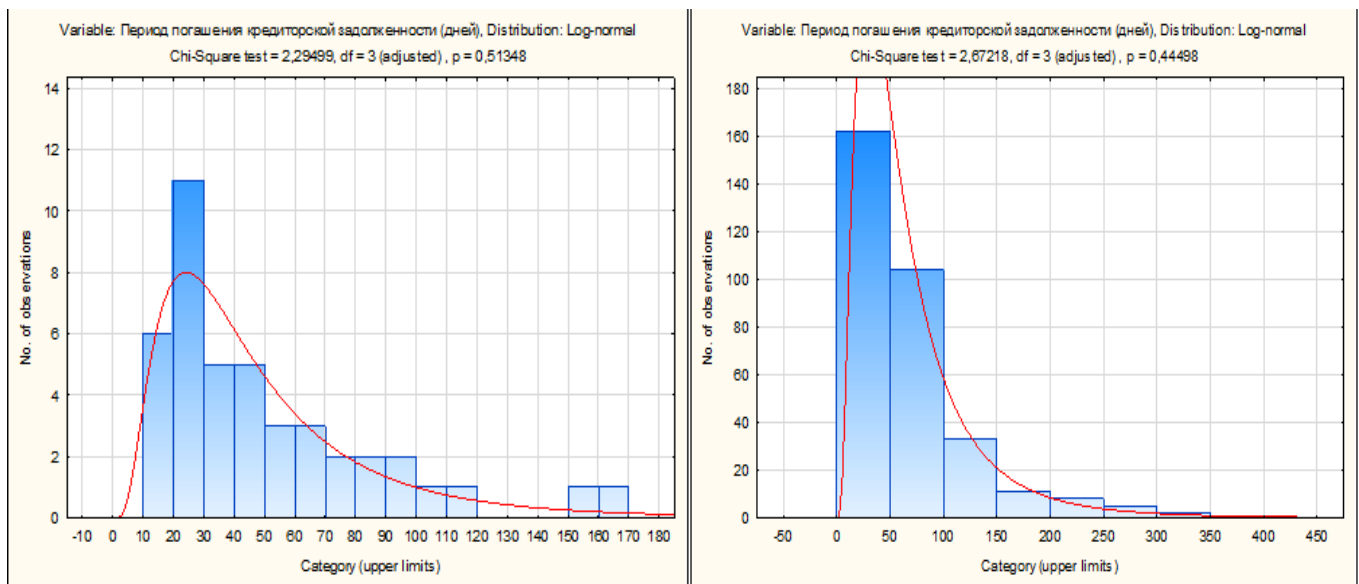 Variable: Период погашения кредиторской задолженности (дней), Distribution: Log-normal
Chi-Square test = 2,29499, df = 3 (adjusted) , p = 0,51348
14
12
10
8
6
4
2
0
No. of observations
-10 0 10 20 30 40 50 60 70 80 90 100 110 120 130 140 150 160 170 180
Category (upper limits)
Variable: Период погашения кредиторской задолженности (дней), Distribution: Log-normal
Chi-Square test = 2,67218, df = 3 (adjusted) , p = 0,44498
180
160
140
120
100
80
60
40
20
0
No. of observations
-50 0 50 100 150 200 250 300 350 400 450
Category (upper limits)